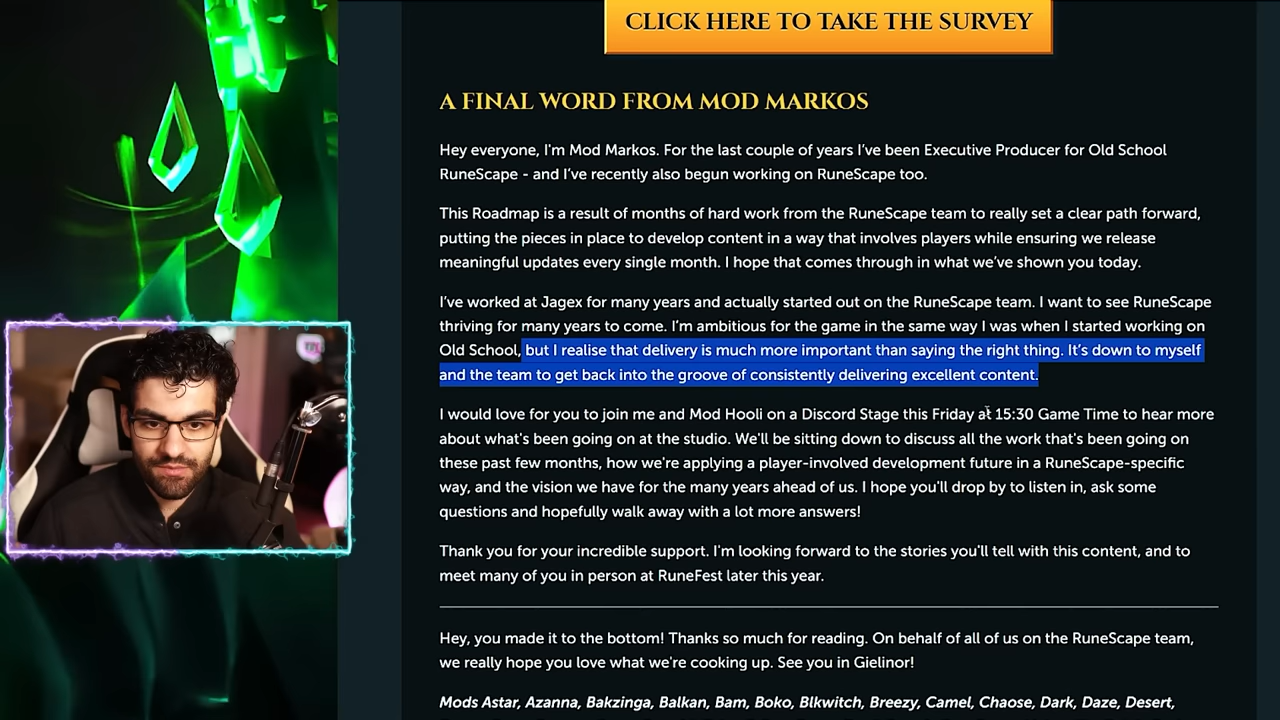 CLICK HERE TO TAKE THE SURVEY
A FINAL WORD FROM MOD MARKOS
Hey everyone, I'm Mod Markos. For the last couple of years I've been Executive Producer for Old School
RuneScape - and I've recently also begun working on RuneScape too.
This Roadmap is a result of months of hard work from the RuneScape team to really set a clear path forward,
putting the pieces in place to develop content in a way that involves players while ensuring we release
meaningful updates every single month. I hope that comes through in what we've shown you today.
I've worked at Jagex for many years and actually started out on the RuneScape team. I want to see RuneScape
thriving for many years to come. I'm ambitious for the game in the same way I was when I started working on
Old School, but I realise that delivery is much more important than saying the right thing. It's down to myself
and the team to get back into the groove of consistently delivering excellent content.
I would love for you to join me and Mod Hooli on a Discord Stage this Friday at 15:30 Game Time to hear more
about what's been going on at the studio. We'll be sitting down to discuss all the work that's been going on
these past few months, how we're applying a player-involved development future in a RuneScape-specific
way, and the vision we have for the many years ahead of us. I hope you'll drop by to listen in, ask some
questions and hopefully walk away with a lot more answers!
Thank you for your incredible support. I'm looking forward to the stories you'll tell with this content, and to
meet many of you in person at RuneFest later this year.
Hey, you made it to the bottom! Thanks so much for reading. On behalf of all of us on the RuneScape team,
we really hope you love what we're cooking up. See you in Gielinor!
Mods Astar, Azanna, Bakzinga, Balkan, Bam, Boko, Blkwitch, Breezy, Camel, Chaose, Dark, Daze, Desert,